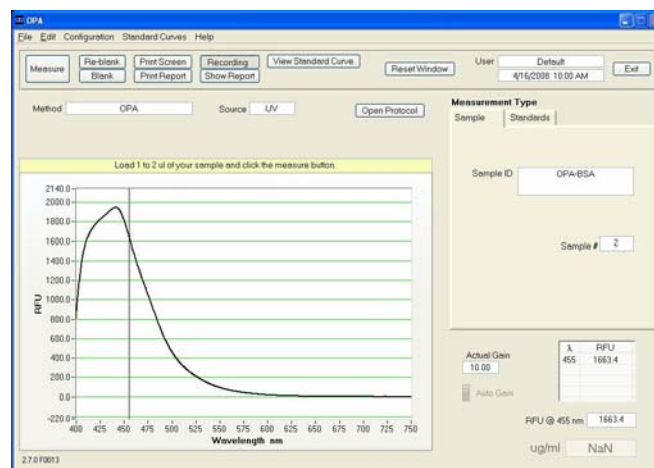 OPA
File Edit Configuration Standard Curves Help
Measure
Re-blank Print Screen Recording View Standard Curve
Blank Print Report Show Report
Reset Window
User Default
4/16/2008 10:00 AM
Exit
Method OPA Source UV Open Protocol
Measurement Type
Sample Standards
Load 1 to 2 ul of your sample and click the measure button.
Sample ID OPA-BSA
Sample # 2
2140.0
2000.0
1800.0
1600.0
1400.0
1200.0
1000.0
800.0
600.0
400.0
200.0
0.0
-220.0
RFU
400 425 450 475 500 525 550 575 600 625 650 675 700 725 750
Wavelength nm
Actual Gain
10.00
Auto Gain
λ RFU
455 1663.4
RFU @ 455 nm 1663.4
ug/ml NaN
2.7.0 F0013